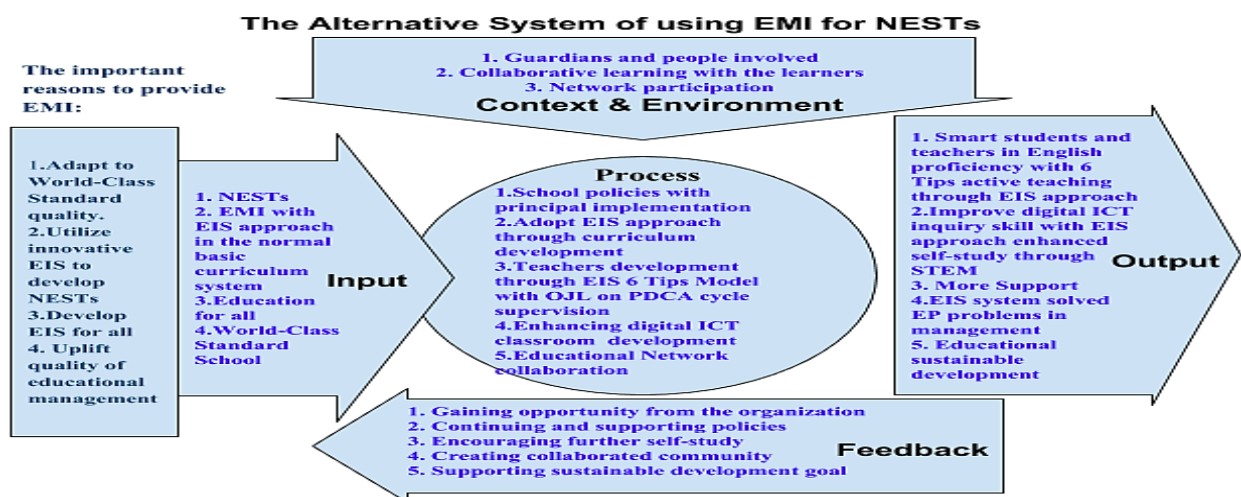 The Alternative System of using EMI for NESTs
The important
reasons to provide
EMI:
1. Guardians and people involved
2. Collaborative learning with the learners
3. Network participation
Context & Environment
1.Adapt to
World-Class
Standard
quality.
2.Utilize
innovative
EIS to
develop
NESTs
3.Develop
EIS for all
4. Uplift
quality of
educational
management
1. NESTs
2. EMI with
EIS approach
in the normal
basic
curriculum
system
3.Education
for all
4.World-Class
Standard
School
Input
Process
1.School policies with
principal implementation
2.Adopt EIS approach
through curriculum
development
3.Teachers development
through EIS 6 Tips Model
with OJL on PDCA cycle
supervision
4.Enhancing digital ICT
classroom development
5.Educational Network
collaboration
1. Smart students and
teachers in English
proficiency with 6
Tips active teaching
through EIS approach
2.Improve digital ICT
inquiry skill with EIS
approach enhanced
self-study through
STEM
3. More Support
4.EIS system solved
EP problems in
management
5. Educational
sustainable
development
Output
1. Gaining opportunity from the organization
2. Continuing and supporting policies
3. Encouraging further self-study
4. Creating collaborated community
5. Supporting sustainable development goal
Feedback